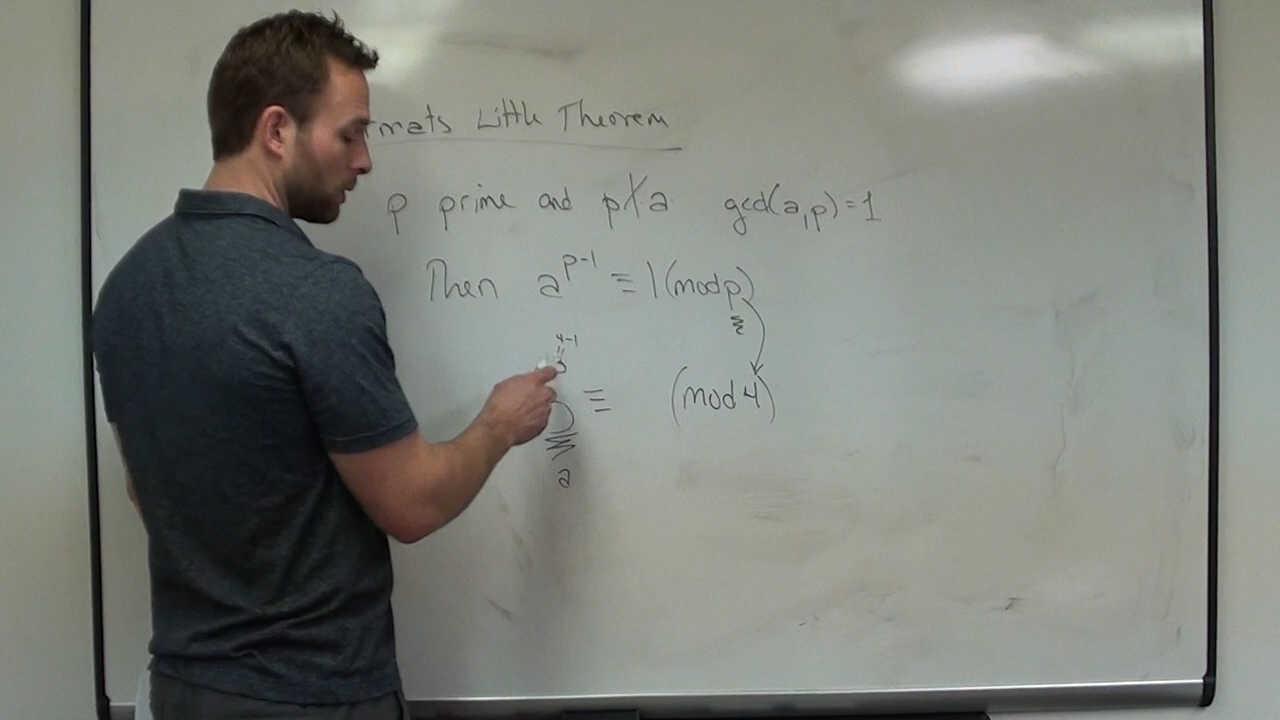 rmats Little Theorem
p prime and p∤a gcd(a,p)=1
Then a^{p-1} ≡ 1(mod p)
4-1
≡ (mod 4)
a